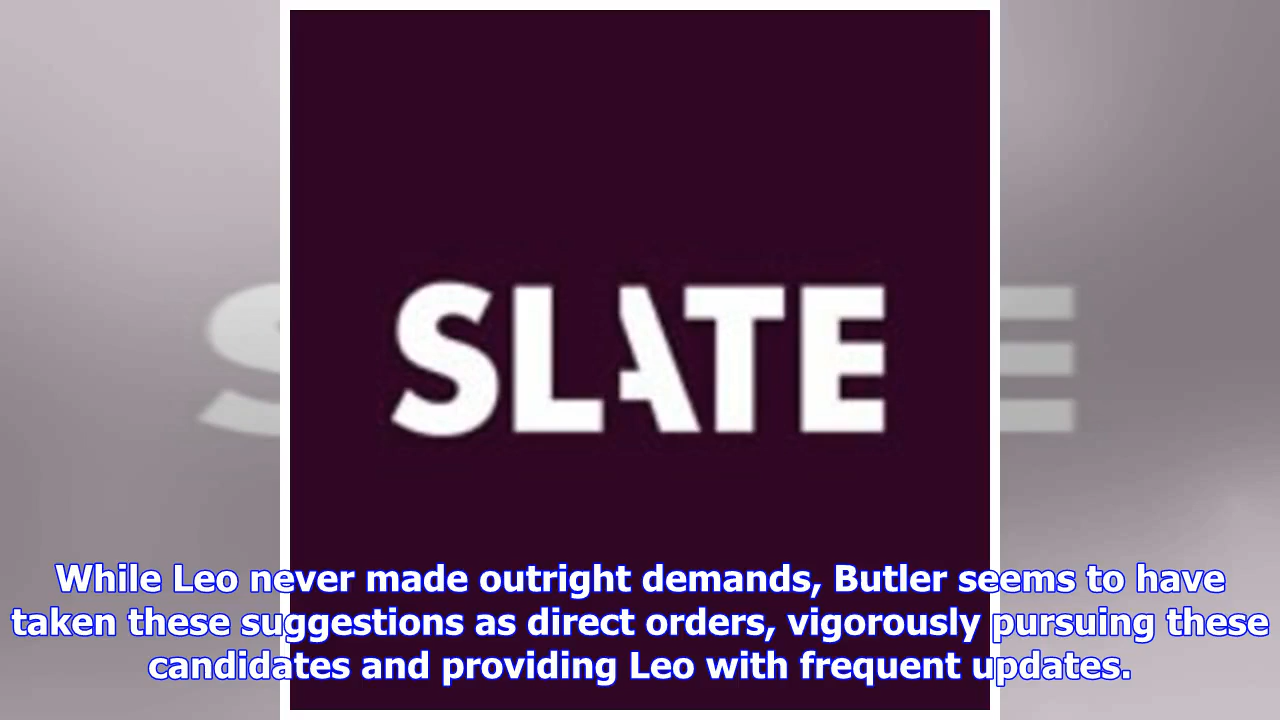 SLATE
While Leo never made outright demands, Butler seems to have
taken these suggestions as direct orders, vigorously pursuing these
candidates and providing Leo with frequent updates.